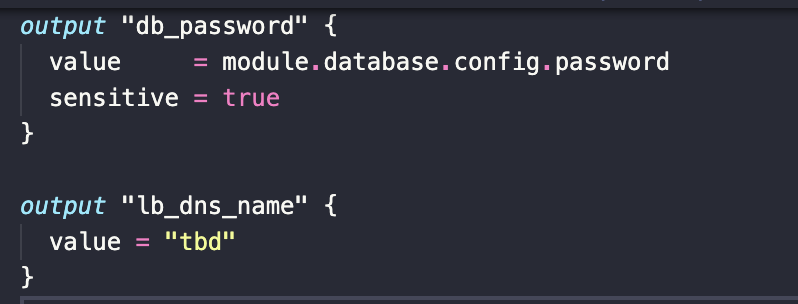 output "db_password" {
  value     = module.database.config.password
  sensitive = true
}

output "lb_dns_name" {
  value = "tbd"
}